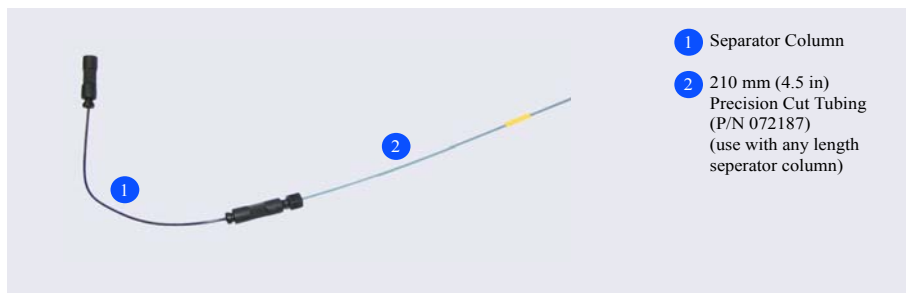 1 Separator Column
2 210 mm (4.5 in)
Precision Cut Tubing
(P/N 072187)
(use with any length
seperator column)
1
2